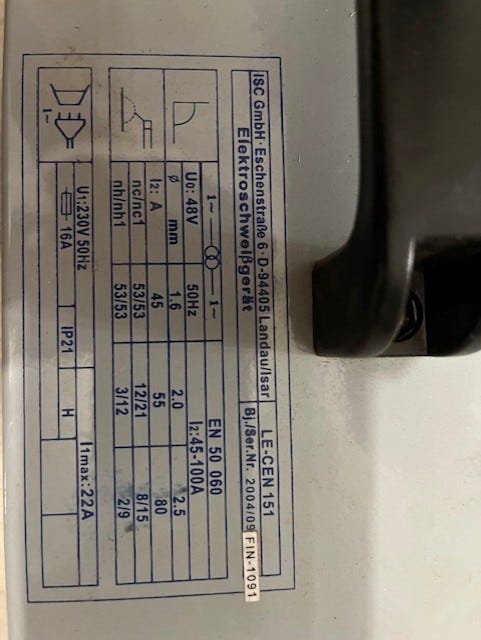 ISC GmbH · Eschenstraße 6 · D-94405 Landau/Isar LE-CEN 151
Elektroschweißgerät Bj./Ser.Nr. 2004/09 FIN-1091
1~ 1~ EN 50 060
U0: 48V 50Hz I2:45-100A
ø mm 1.6 2.0 2.5
I2: A 45 55 80
nc/nc1 53/53 12/21 8/15
nh/nh1 53/53 3/12 2/9
1~ U1:230V 50Hz I1max:22A
16A IP21 H